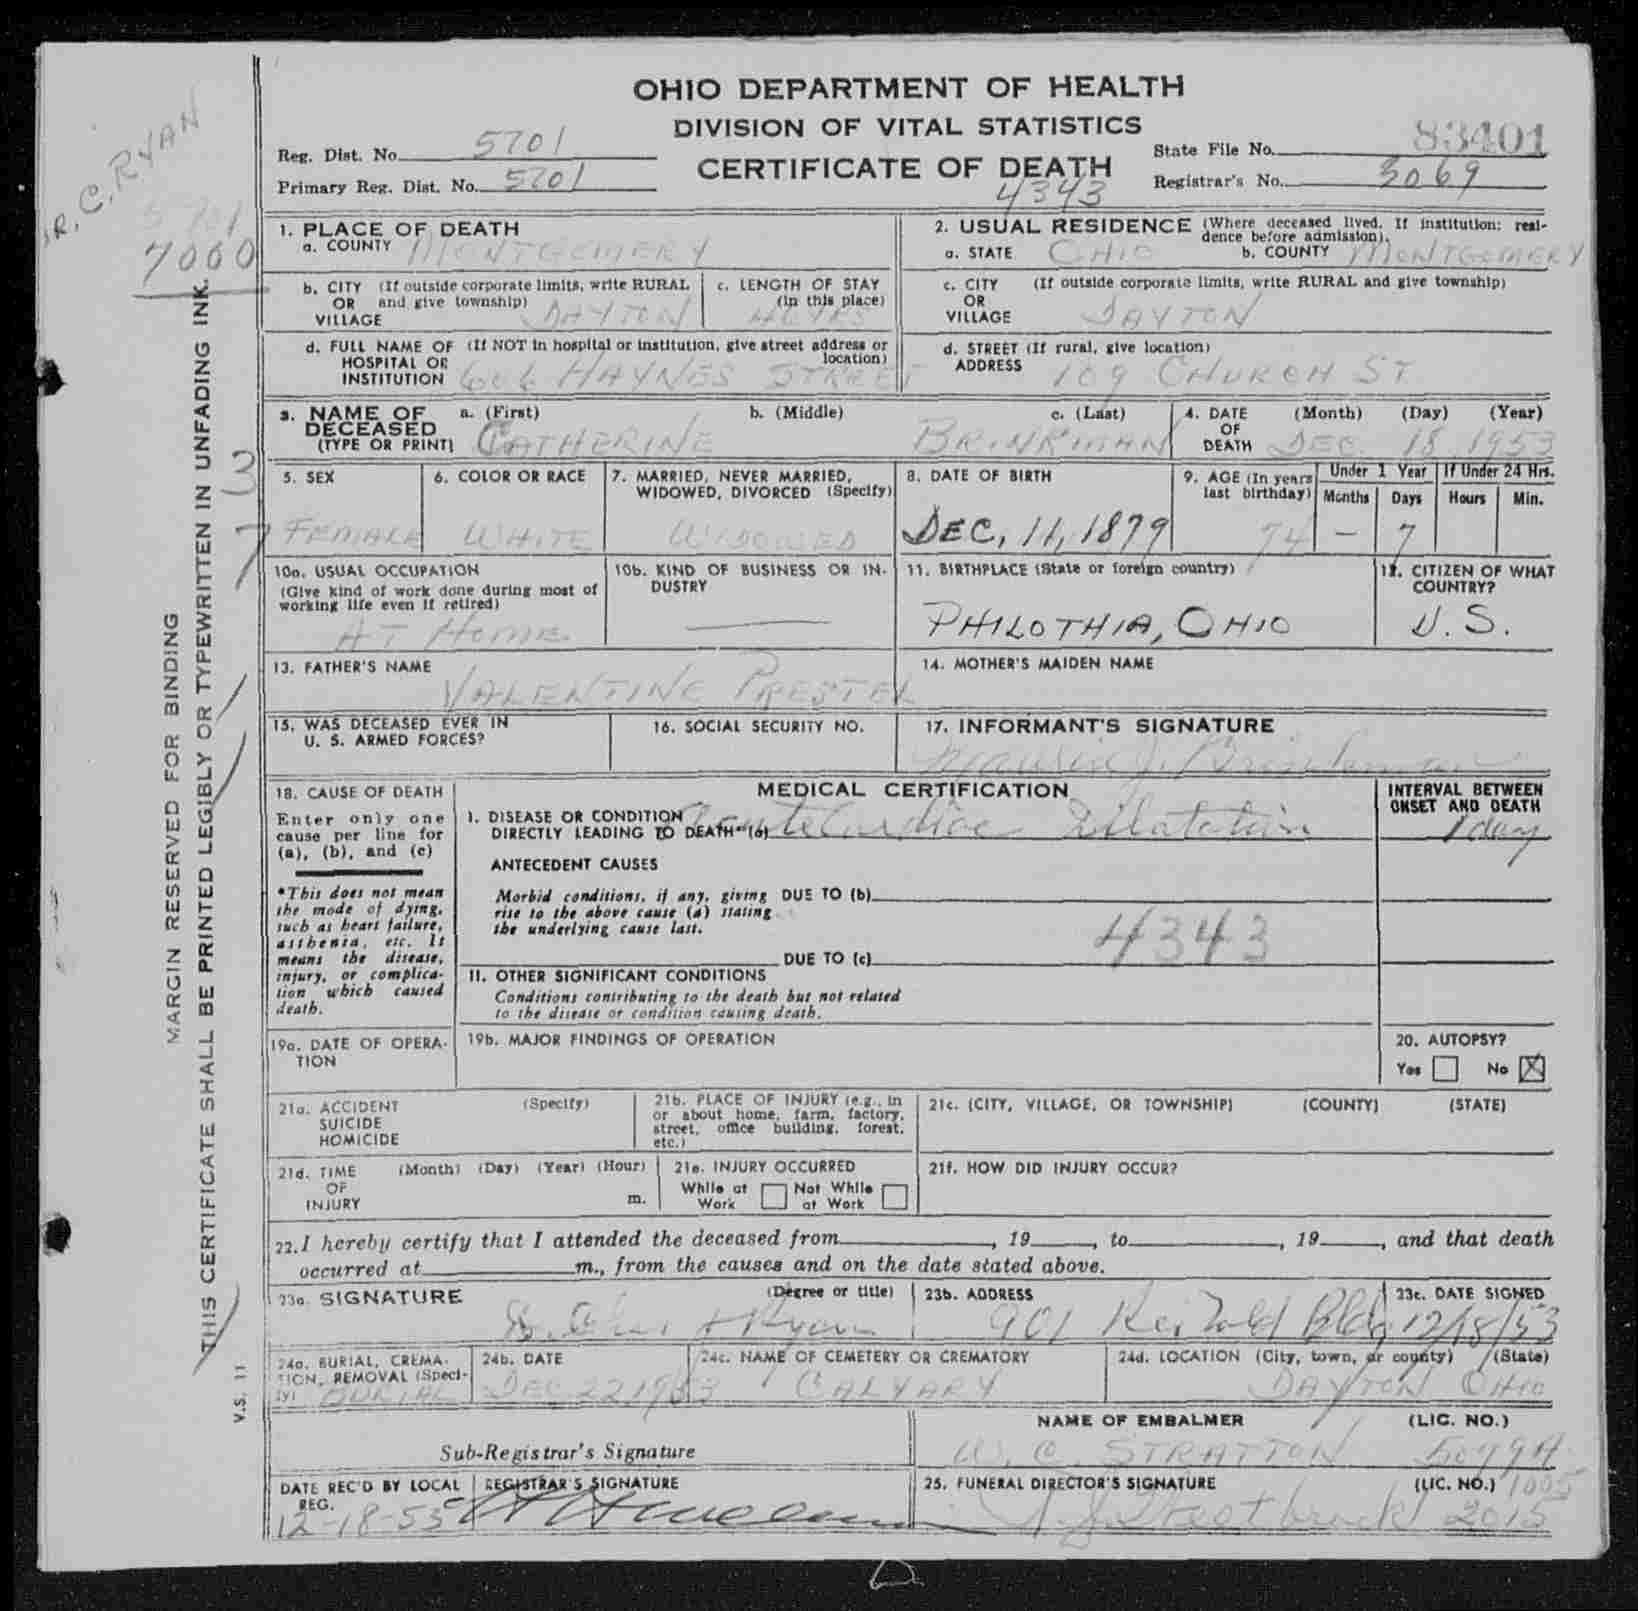 OHIO DEPARTMENT OF HEALTH
DIVISION OF VITAL STATISTICS
CERTIFICATE OF DEATH
4343
Reg. Dist. No. 5701
Primary Reg. Dist. No. 5701
State File No. 83401
Registrar's No. 3069
C. RYAN
5701
7000
3
7
MARGIN RESERVED FOR BINDING
THIS CERTIFICATE SHALL BE PRINTED LEGIBLY OR TYPEWRITTEN IN UNFADING INK.
V.S. 11
1. PLACE OF DEATH
a. COUNTY MONTGOMERY
2. USUAL RESIDENCE (Where deceased lived. If institution: resi-
dence before admission).
a. STATE OHIO b. COUNTY MONTGOMERY
b. CITY (If outside corporate limits, write RURAL
OR and give township)
VILLAGE DAYTON
c. LENGTH OF STAY
(in this place)
YRS
c. CITY (If outside corporate limits, write RURAL and give township)
OR
VILLAGE DAYTON
d. FULL NAME OF (If NOT in hospital or institution, give street address or
HOSPITAL OR location)
INSTITUTION 606 HAYNES STREET
d. STREET (If rural, give location)
ADDRESS 109 CHURCH ST.
3. NAME OF a. (First) b. (Middle) c. (Last)
DECEASED
(TYPE OR PRINT) CATHERINE BRINKMAN
4. DATE (Month) (Day) (Year)
OF
DEATH DEC. 18 1953
5. SEX
FEMALE
6. COLOR OR RACE
WHITE
7. MARRIED, NEVER MARRIED,
WIDOWED, DIVORCED (Specify)
WIDOWED
8. DATE OF BIRTH
DEC, 11, 1879
9. AGE (In years
last birthday)
74
Under 1 Year
Months Days
– 7
If Under 24 Hrs.
Hours Min.
10a. USUAL OCCUPATION
(Give kind of work done during most of
working life even if retired)
AT HOME
10b. KIND OF BUSINESS OR IN-
DUSTRY
11. BIRTHPLACE (State or foreign country)
PHILOTHIA, OHIO
12. CITIZEN OF WHAT
COUNTRY?
U. S.
13. FATHER'S NAME
VALENTINE PRESTEL
14. MOTHER'S MAIDEN NAME
15. WAS DECEASED EVER IN
U. S. ARMED FORCES?
16. SOCIAL SECURITY NO.
17. INFORMANT'S SIGNATURE
J. Brinkman
18. CAUSE OF DEATH
Enter only one
cause per line for
(a), (b), and (c)
*This does not mean
the mode of dying,
such as heart failure,
asthenia, etc. It
means the disease,
injury, or complica-
tion which caused
death.
MEDICAL CERTIFICATION
I. DISEASE OR CONDITION
DIRECTLY LEADING TO DEATH*(a) Acute Cardiac Dilatation
ANTECEDENT CAUSES
Morbid conditions, if any, giving DUE TO (b)
rise to the above cause (a) stating
the underlying cause last.
4343
DUE TO (c)
II. OTHER SIGNIFICANT CONDITIONS
Conditions contributing to the death but not related
to the disease or condition causing death.
INTERVAL BETWEEN
ONSET AND DEATH
1 day
19a. DATE OF OPERA-
TION
19b. MAJOR FINDINGS OF OPERATION
20. AUTOPSY?
Yes No X
21a. ACCIDENT (Specify)
SUICIDE
HOMICIDE
21b. PLACE OF INJURY (e.g., in
or about home, farm, factory,
street, office building, forest,
etc.)
21c. (CITY, VILLAGE, OR TOWNSHIP) (COUNTY) (STATE)
21d. TIME (Month) (Day) (Year) (Hour)
OF
INJURY m.
21e. INJURY OCCURRED
While at Not While
Work at Work
21f. HOW DID INJURY OCCUR?
22. I hereby certify that I attended the deceased from , 19 , to , 19 , and that death
occurred at m., from the causes and on the date stated above.
23a. SIGNATURE (Degree or title)
Ryan
23b. ADDRESS
901 Reibold Bldg
23c. DATE SIGNED
12/18/53
24a. BURIAL, CREMA-
TION, REMOVAL (Speci-
fy) BURIAL
24b. DATE
DEC 22, 1953
24c. NAME OF CEMETERY OR CREMATORY
CALVARY
24d. LOCATION (City, town, or county) (State)
DAYTON OHIO
Sub-Registrar's Signature
NAME OF EMBALMER (LIC. NO.)
W. C. STRATTON 5079A
DATE REC'D BY LOCAL
REG.
12-18-53
REGISTRAR'S SIGNATURE
25. FUNERAL DIRECTOR'S SIGNATURE (LIC. NO.) 1005
Westbrock 2015